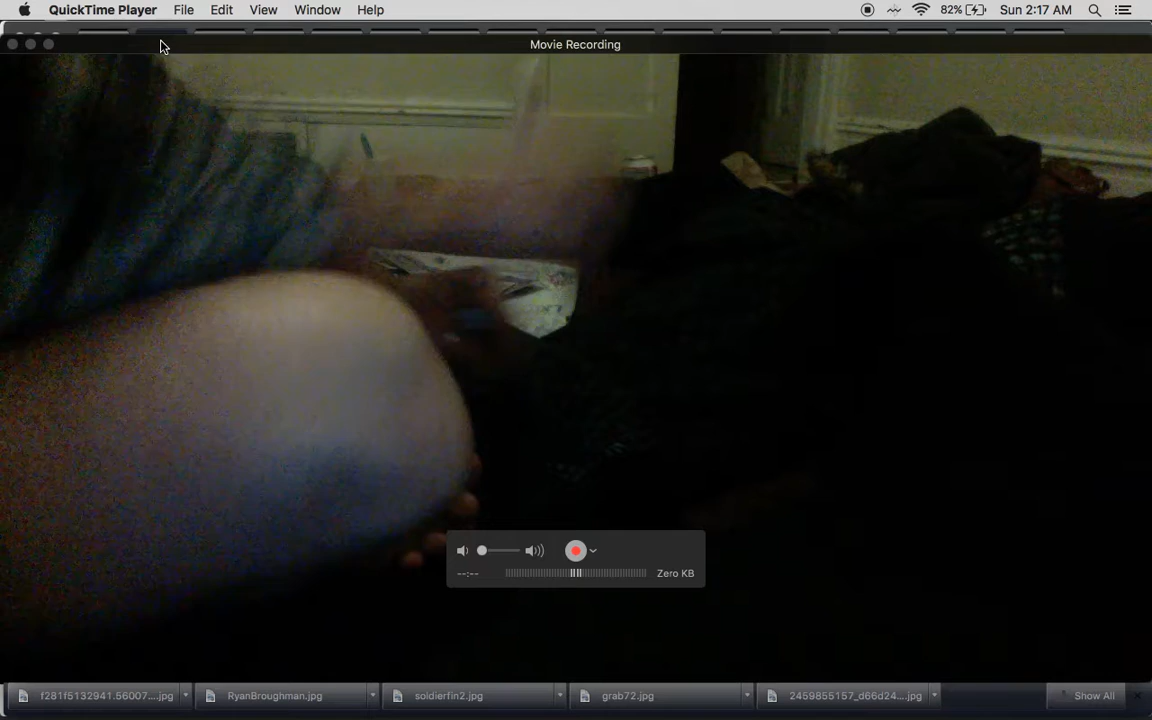 QuickTime Player File Edit View Window Help 82% Sun 2:17 AM
Movie Recording
--:-- Zero KB
f281f5132941.56007....jpg RyanBroughman.jpg soldierfin2.jpg grab72.jpg 2459855157_d66d24...jpg Show All